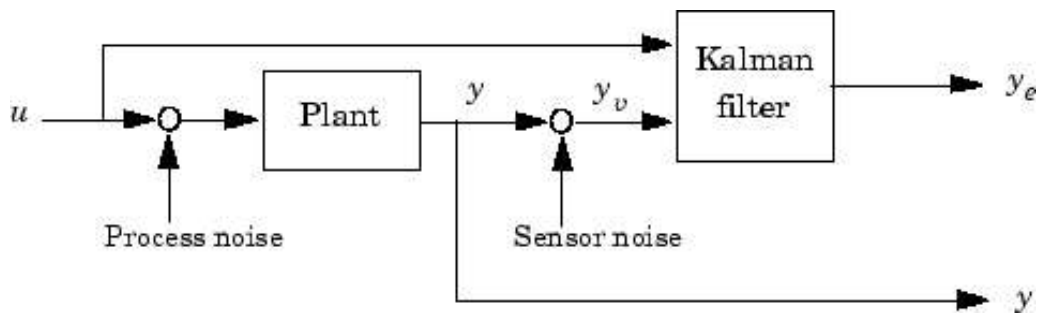 Kalman
filter
y_e
u
Plant
y
y_v
Process noise
Sensor noise
y